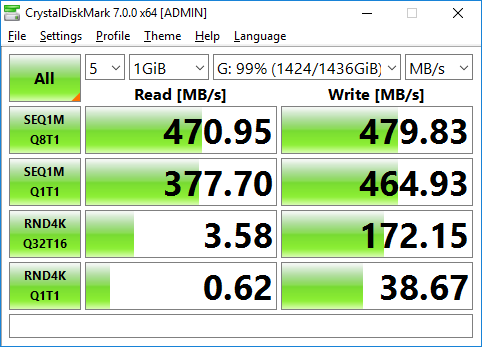 CrystalDiskMark 7.0.0 x64 [ADMIN]
File Settings Profile Theme Help Language
All 5 1GiB G: 99% (1424/1436GiB) MB/s
Read [MB/s] Write [MB/s]
SEQ1M
Q8T1 470.95 479.83
SEQ1M
Q1T1 377.70 464.93
RND4K
Q32T16 3.58 172.15
RND4K
Q1T1 0.62 38.67